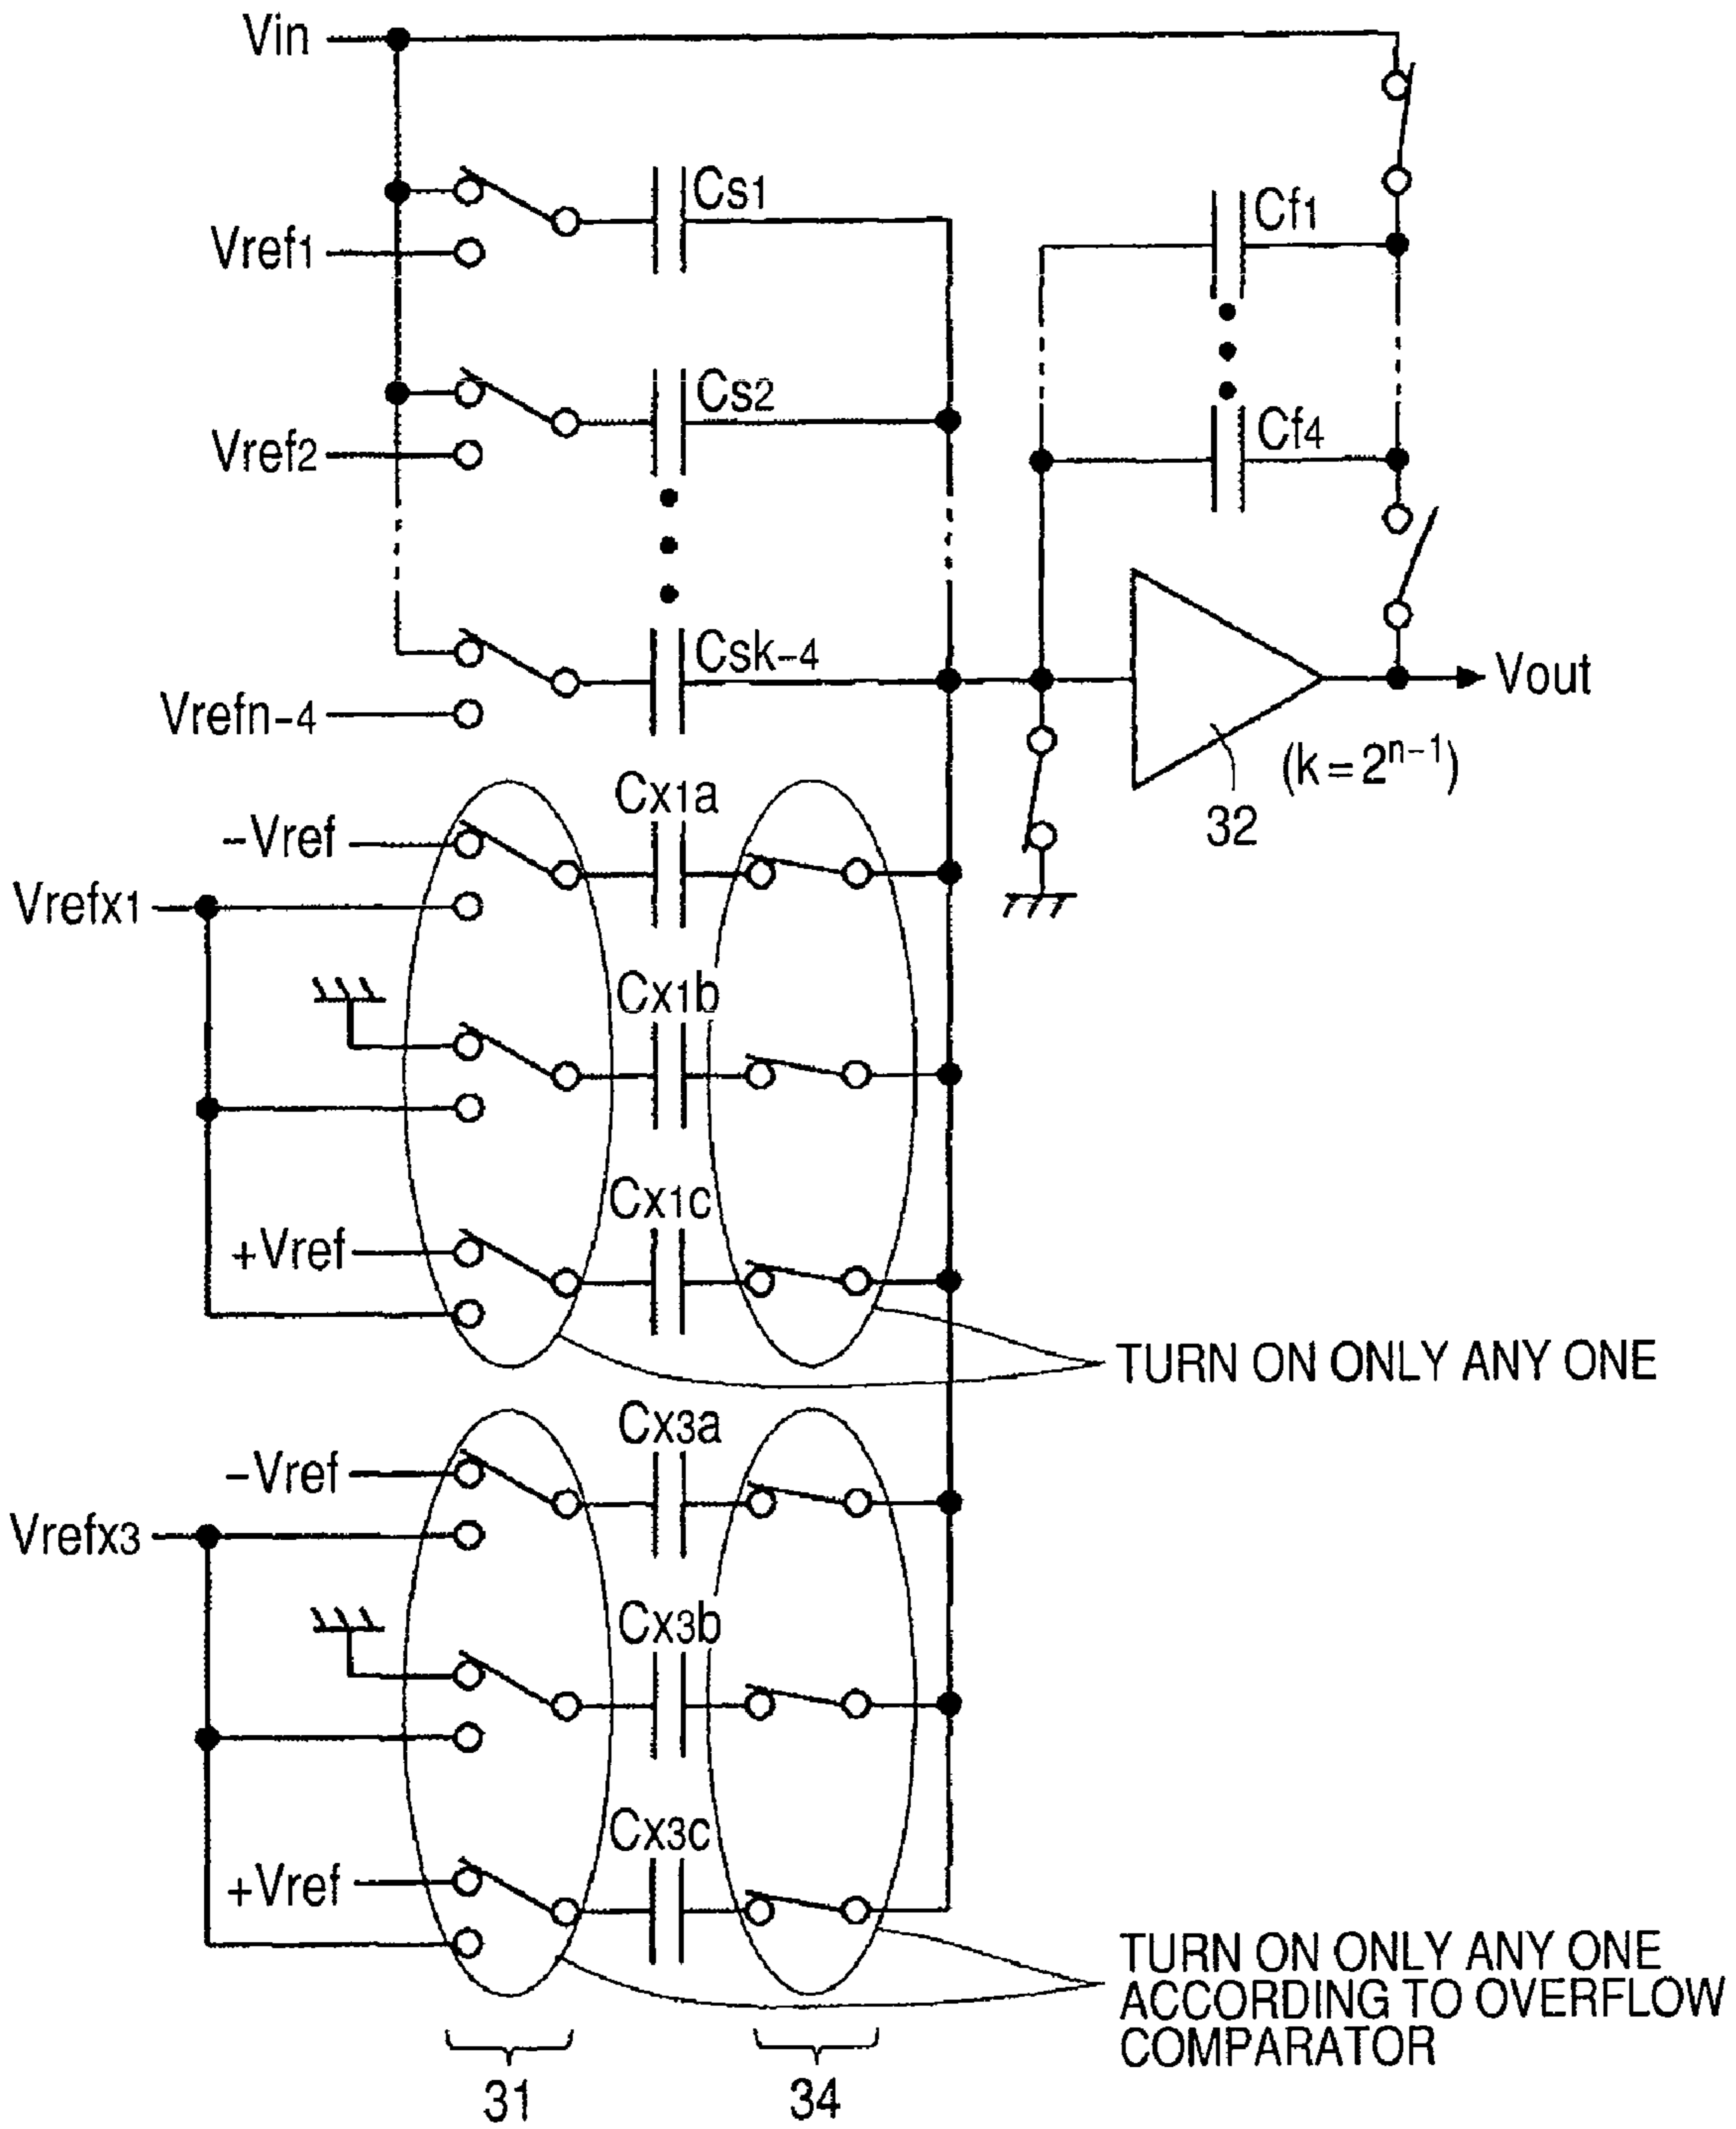 Vin
Cs1
Cf1
Vref1
Cs2
Cf4
Vref2
Csk-4
Vout
Vrefn-4
(k=2^{n-1})
32
Cx1a
-Vref
Vrefx1
Cx1b
Cx1c
+Vref
TURN ON ONLY ANY ONE
Cx3a
-Vref
Vrefx3
Cx3b
Cx3c
+Vref
TURN ON ONLY ANY ONE
ACCORDING TO OVERFLOW
COMPARATOR
31
34